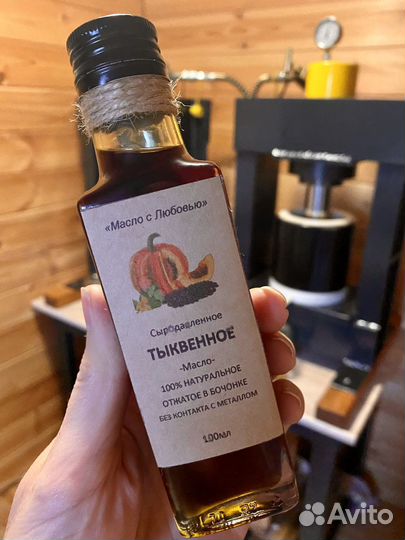 «Масло с Любовью»
Сыродавленное
ТЫКВЕННОЕ
-Масло-
100% НАТУРАЛЬНОЕ
ОТЖАТОЕ В БОЧОНКЕ
БЕЗ КОНТАКТА С МЕТАЛЛОМ
100мл
Avito